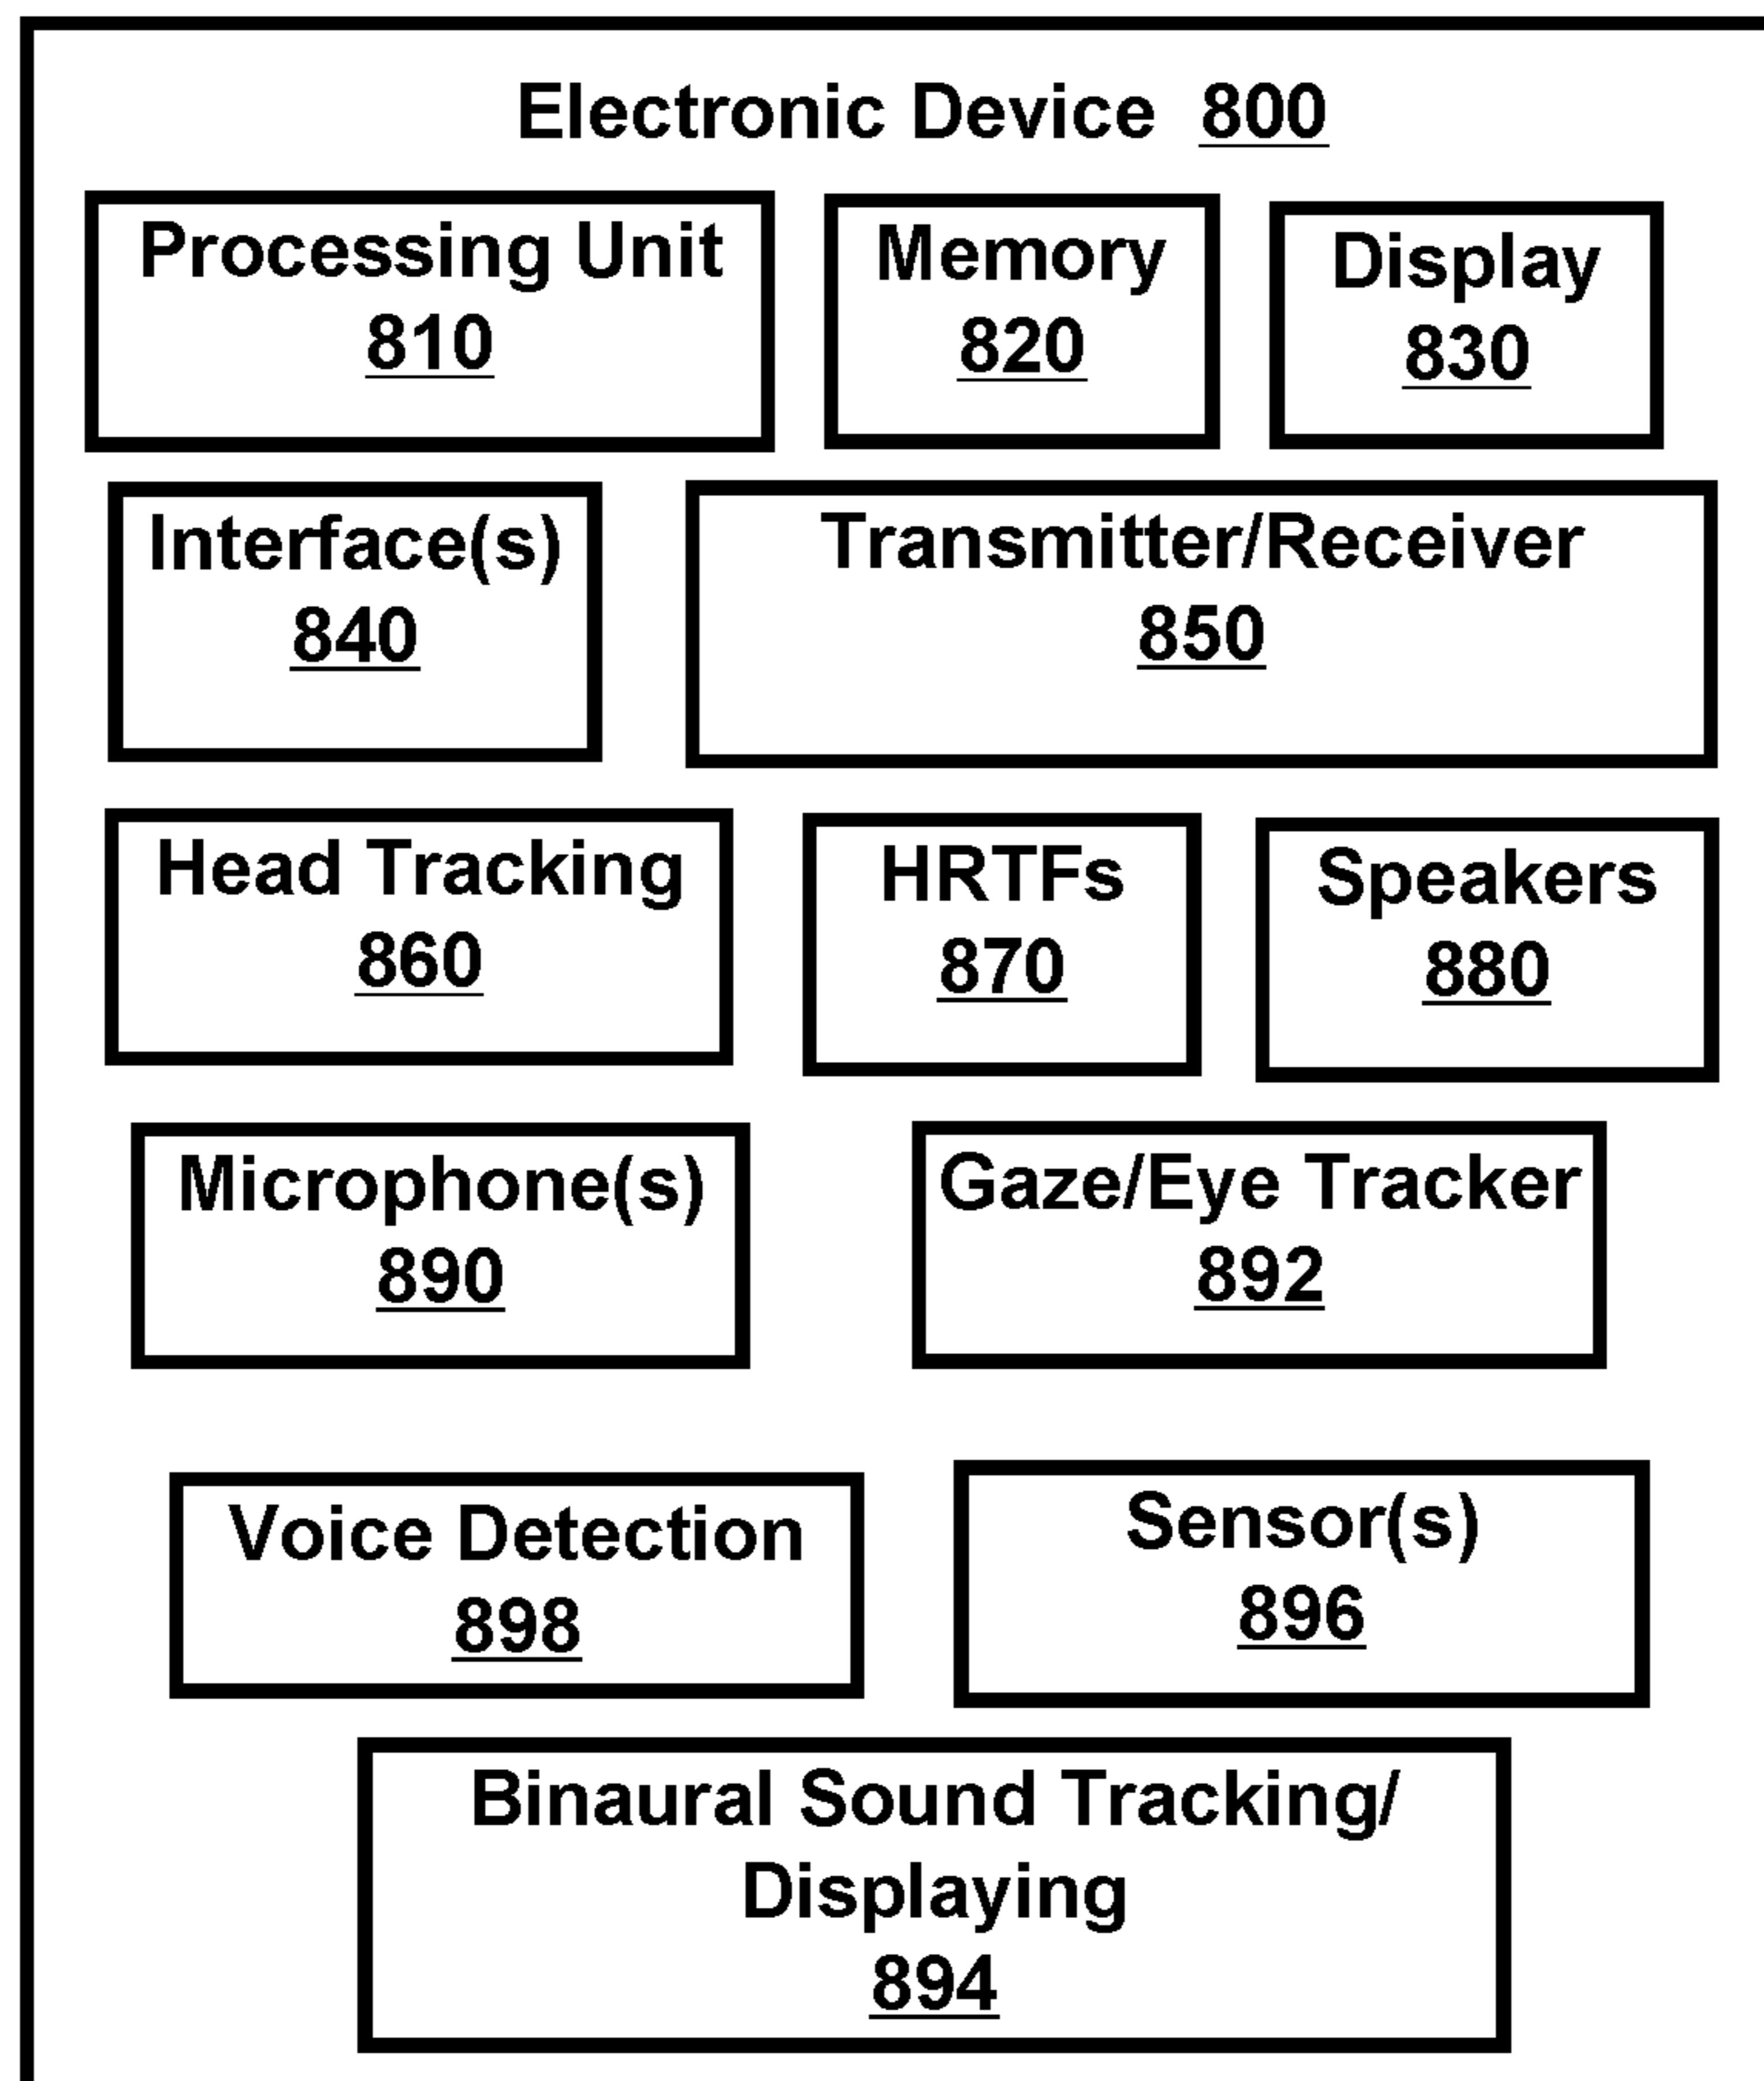 Electronic Device 800
Processing Unit
810
Memory
820
Display
830
Interface(s)
840
Transmitter/Receiver
850
Head Tracking
860
HRTFs
870
Speakers
880
Microphone(s)
890
Gaze/Eye Tracker
892
Voice Detection
898
Sensor(s)
896
Binaural Sound Tracking/
Displaying
894